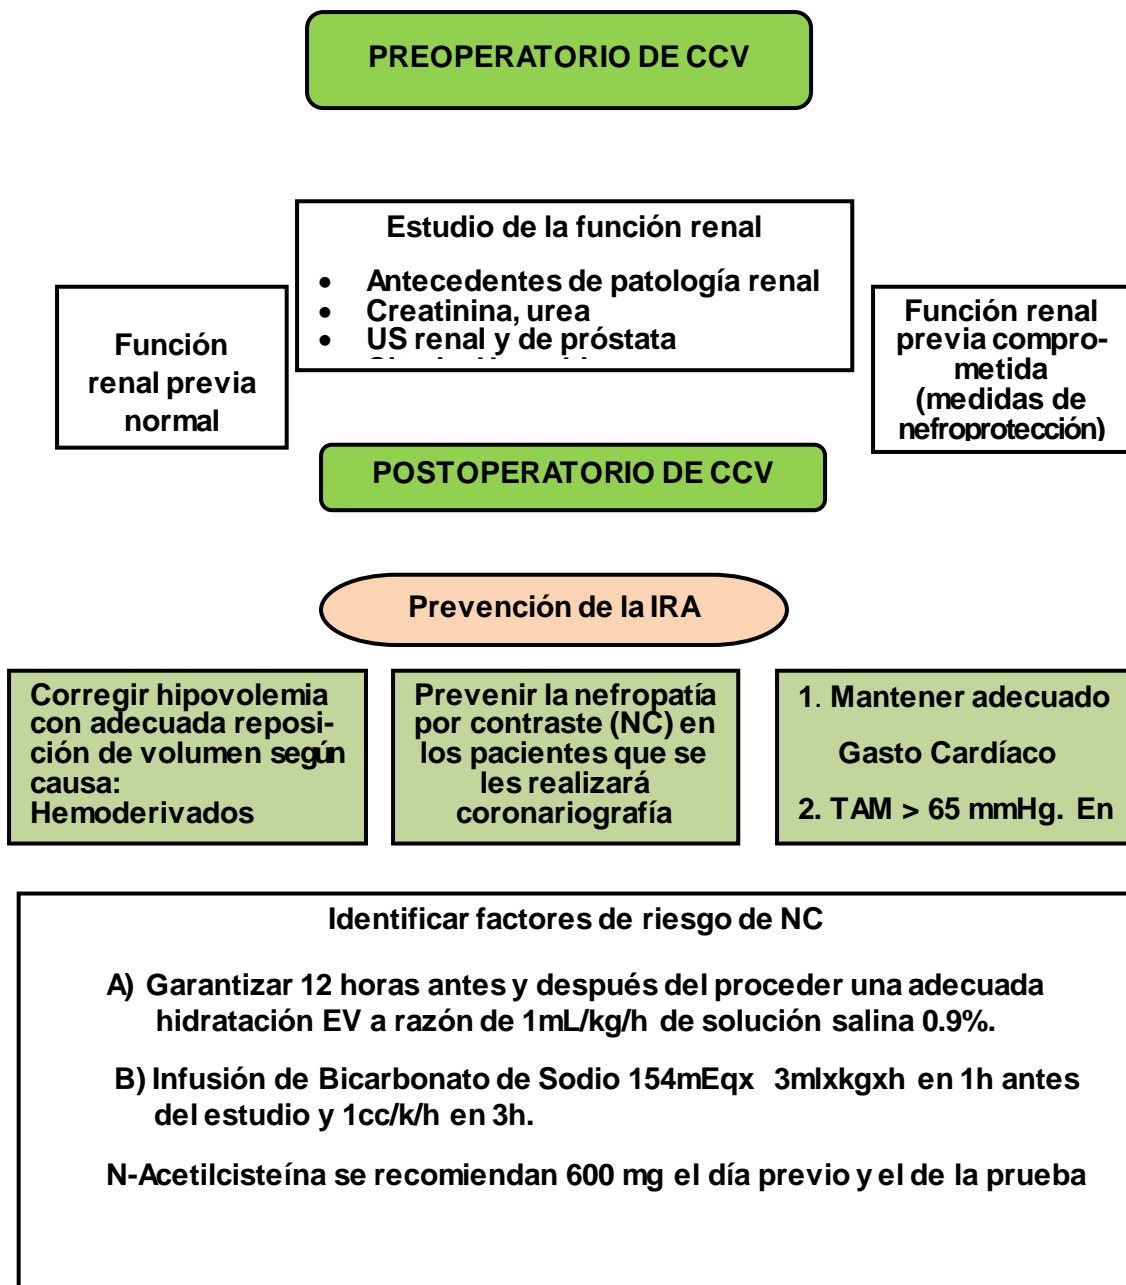 PREOPERATORIO DE CCV
Estudio de la función renal
• Antecedentes de patología renal
• Creatinina, urea
• US renal y de próstata
Función
renal previa
normal
Función renal
previa compro-
metida
(medidas de
nefroprotección)
POSTOPERATORIO DE CCV
Prevención de la IRA
Corregir hipovolemia
con adecuada reposi-
ción de volumen según
causa:
Hemoderivados
Prevenir la nefropatía
por contraste (NC) en
los pacientes que se
les realizará
coronariografía
1. Mantener adecuado
Gasto Cardíaco
2. TAM > 65 mmHg. En
Identificar factores de riesgo de NC
A) Garantizar 12 horas antes y después del proceder una adecuada
hidratación EV a razón de 1mL/kg/h de solución salina 0.9%.
B) Infusión de Bicarbonato de Sodio 154mEqx 3mlxkgxh en 1h antes
del estudio y 1cc/k/h en 3h.
N-Acetilcisteína se recomiendan 600 mg el día previo y el de la prueba